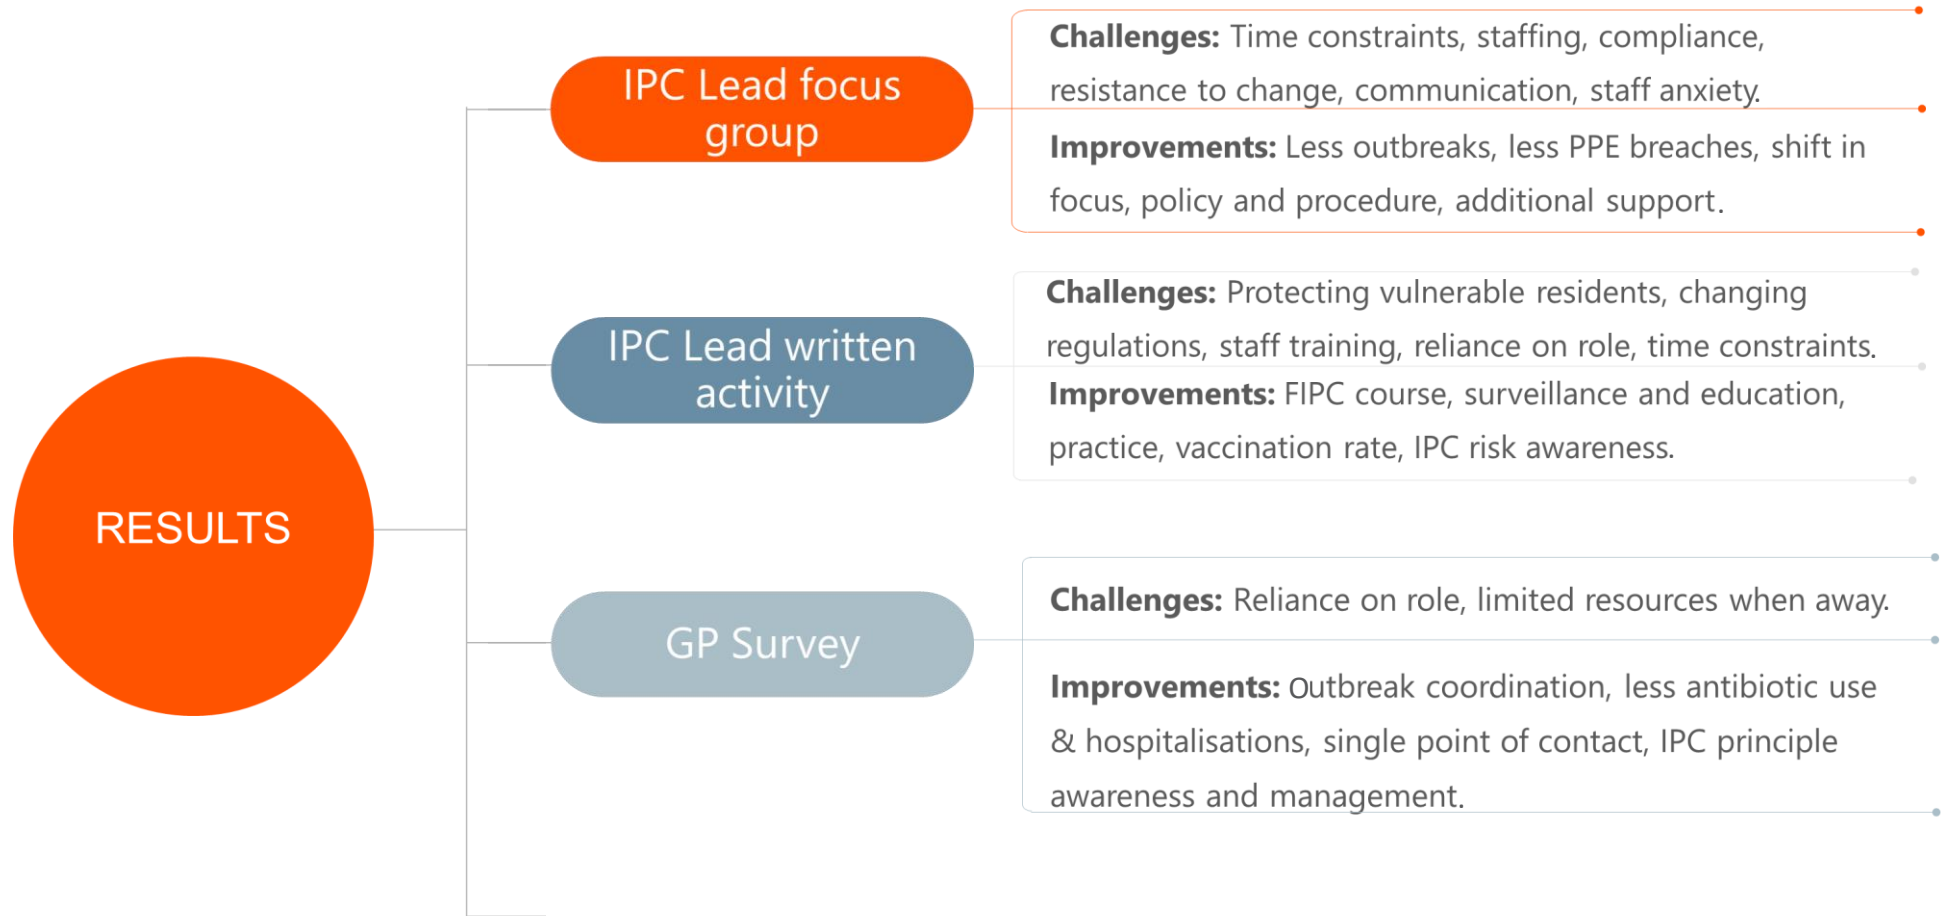 RESULTS
IPC Lead focus
group
Challenges: Time constraints, staffing, compliance,
resistance to change, communication, staff anxiety.
Improvements: Less outbreaks, less PPE breaches, shift in
focus, policy and procedure, additional support.
IPC Lead written
activity
Challenges: Protecting vulnerable residents, changing
regulations, staff training, reliance on role, time constraints.
Improvements: FIPC course, surveillance and education,
practice, vaccination rate, IPC risk awareness.
GP Survey
Challenges: Reliance on role, limited resources when away.
Improvements: Outbreak coordination, less antibiotic use
& hospitalisations, single point of contact, IPC principle
awareness and management.